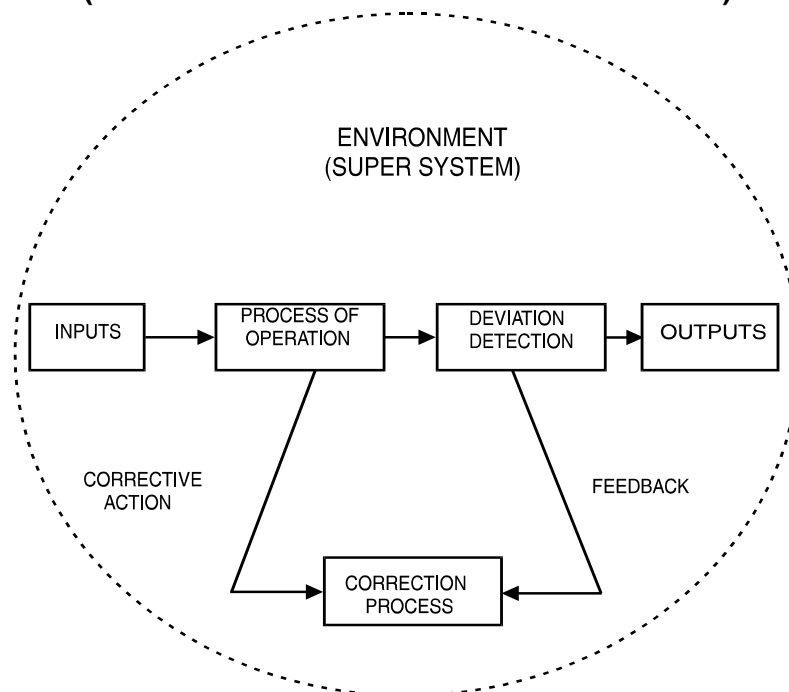 ENVIRONMENT
(SUPER SYSTEM)
INPUTS
PROCESS OF
OPERATION
DEVIATION
DETECTION
OUTPUTS
CORRECTIVE
ACTION
FEEDBACK
CORRECTION
PROCESS